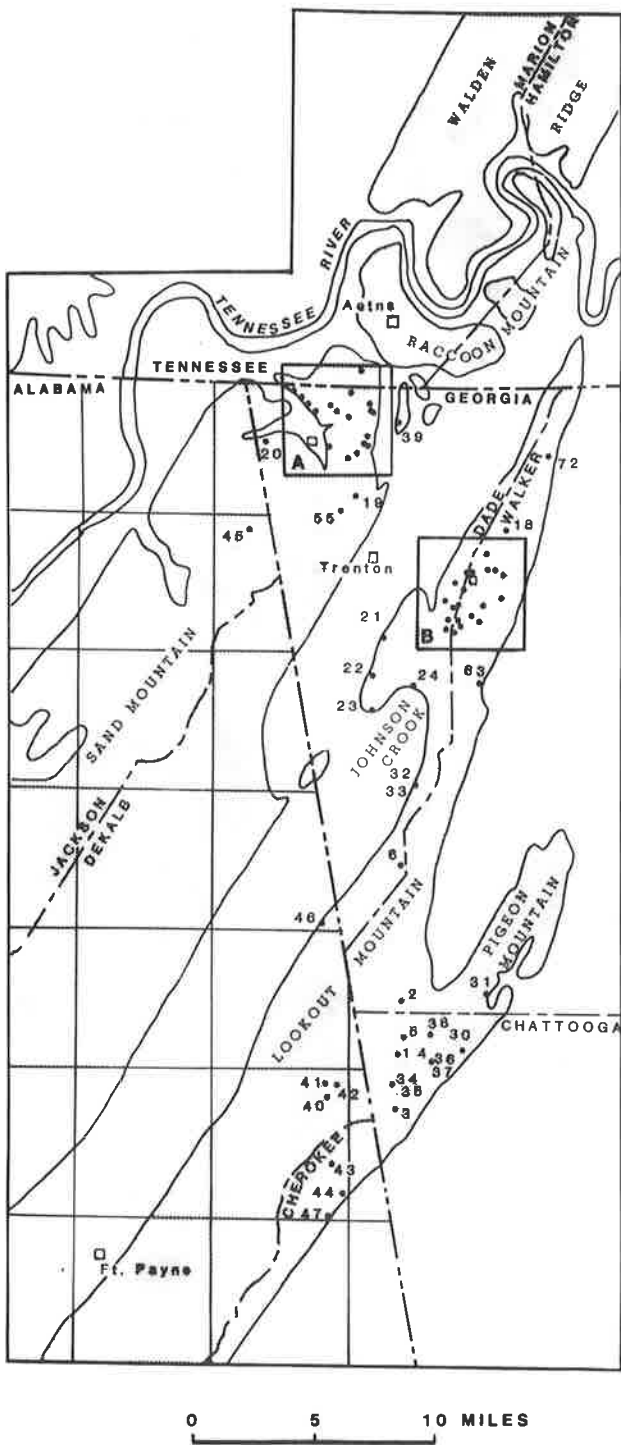 MARION
HAMILTON
WALDEN
RIDGE
TENNESSEE
RIVER
Aetna
RACCOON
MOUNTAIN
TENNESSEE
ALABAMA
GEORGIA
A
20
39
72
DADE
WALKER
18
19
55
45
Trenton
B
21
22
24
63
23
JOHNSON
CROOK
SAND MOUNTAIN
32
33
JACKSON
DEKALB
6
46
LOOKOUT
MOUNTAIN
PIGEON
MOUNTAIN
31
2
CHATTOOGA
5
38
30
1
4
36
37
41
42
34
35
40
3
CHEROKEE
43
44
47
Ft. Payne
0 5 10 MILES